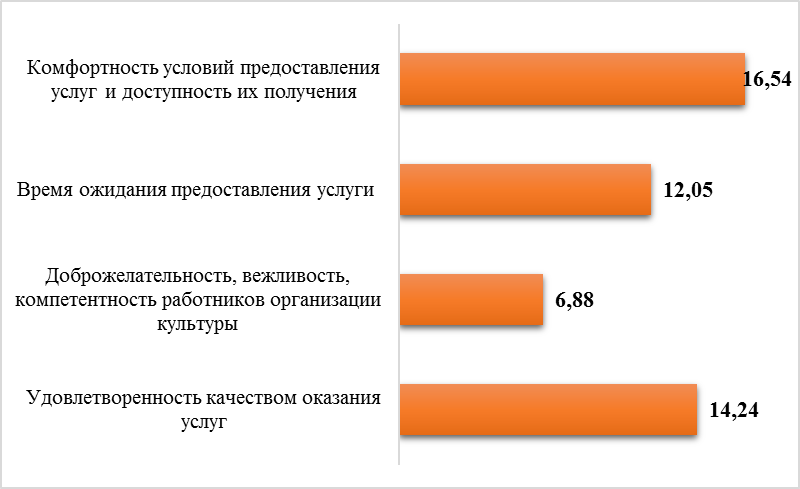 Комфортность условий предоставления
услуг и доступность их получения
16,54
Время ожидания предоставления услуги
12,05
Доброжелательность, вежливость,
компетентность работников организации
культуры
6,88
Удовлетворенность качеством оказания
услуг
14,24